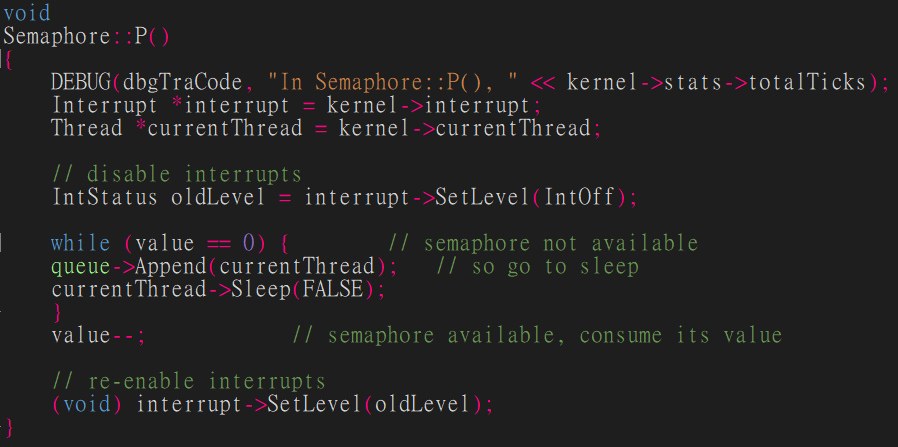 void
Semaphore::P()
{
    DEBUG(dbgTraCode, "In Semaphore::P(), " << kernel->stats->totalTicks);
    Interrupt *interrupt = kernel->interrupt;
    Thread *currentThread = kernel->currentThread;

    // disable interrupts
    IntStatus oldLevel = interrupt->SetLevel(IntOff);

    while (value == 0) {        // semaphore not available
    queue->Append(currentThread);   // so go to sleep
    currentThread->Sleep(FALSE);
    }
    value--;            // semaphore available, consume its value

    // re-enable interrupts
    (void) interrupt->SetLevel(oldLevel);
}